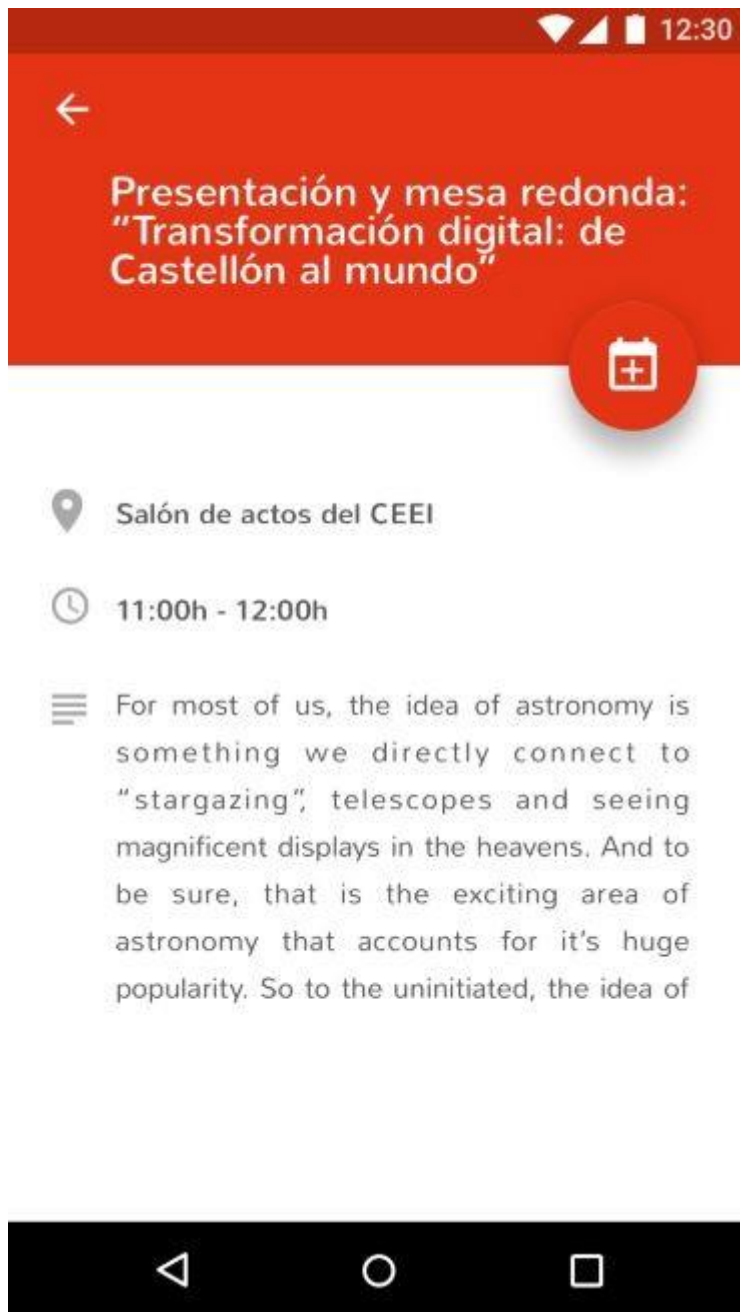 12:30
Presentación y mesa redonda:
“Transformación digital: de
Castellón al mundo”
Salón de actos del CEEI
11:00h - 12:00h
For most of us, the idea of astronomy is
something we directly connect to
“stargazing”, telescopes and seeing
magnificent displays in the heavens. And to
be sure, that is the exciting area of
astronomy that accounts for it's huge
popularity. So to the uninitiated, the idea of